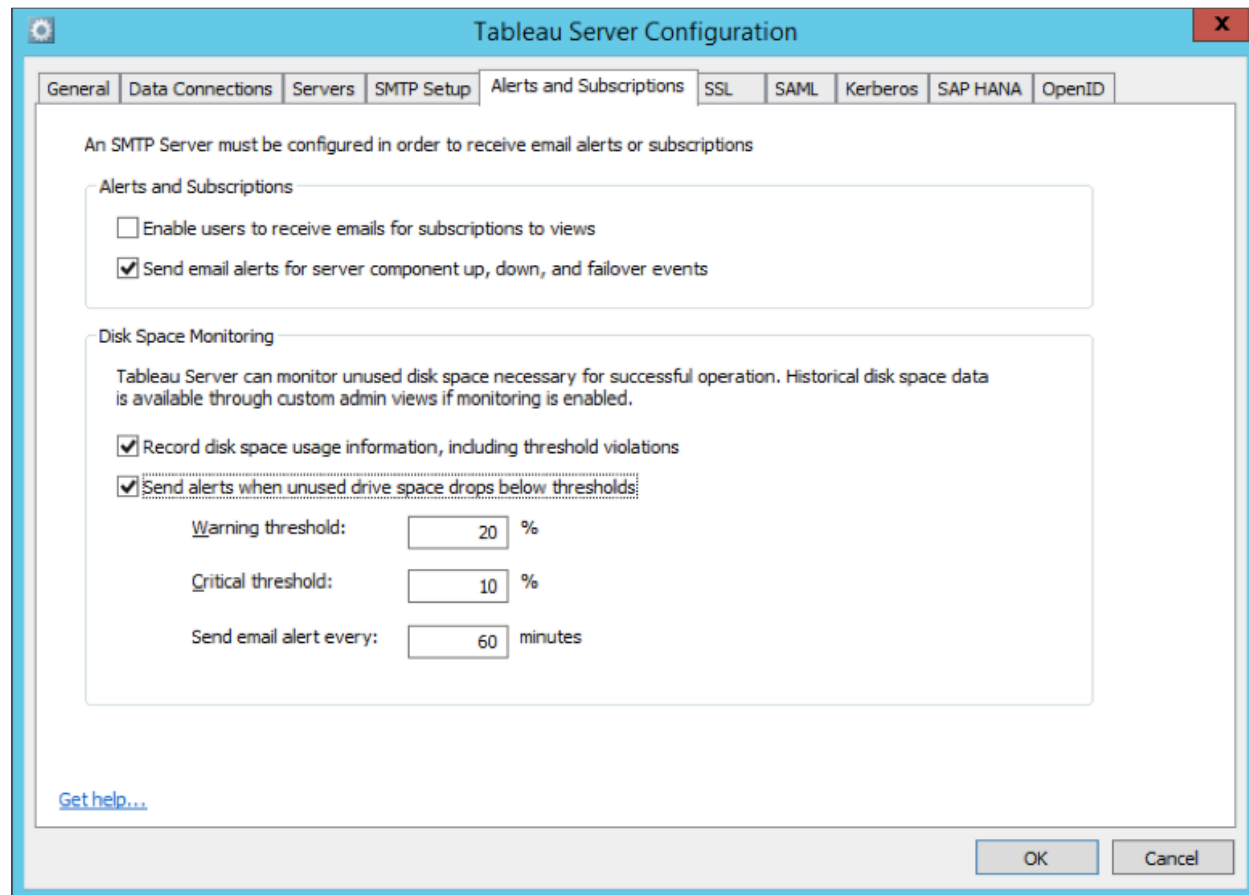 Tableau Server Configuration
X
General Data Connections Servers SMTP Setup Alerts and Subscriptions SSL SAML Kerberos SAP HANA OpenID
An SMTP Server must be configured in order to receive email alerts or subscriptions
Alerts and Subscriptions
Enable users to receive emails for subscriptions to views
Send email alerts for server component up, down, and failover events
Disk Space Monitoring
Tableau Server can monitor unused disk space necessary for successful operation. Historical disk space data
is available through custom admin views if monitoring is enabled.
Record disk space usage information, including threshold violations
Send alerts when unused drive space drops below thresholds
Warning threshold: 20 %
Critical threshold: 10 %
Send email alert every: 60 minutes
Get help...
OK Cancel